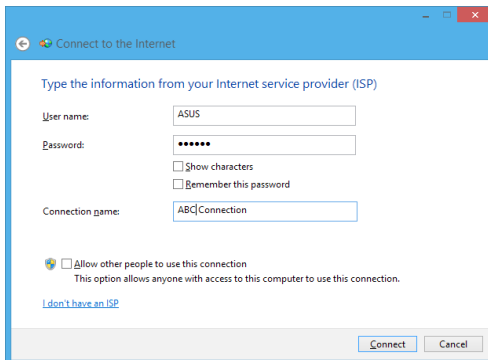 Connect to the Internet
Type the information from your Internet service provider (ISP)
User name: ASUS
Password: ••••••
Show characters
Remember this password
Connection name: ABC Connection
Allow other people to use this connection
This option allows anyone with access to this computer to use this connection.
I don't have an ISP
Connect Cancel